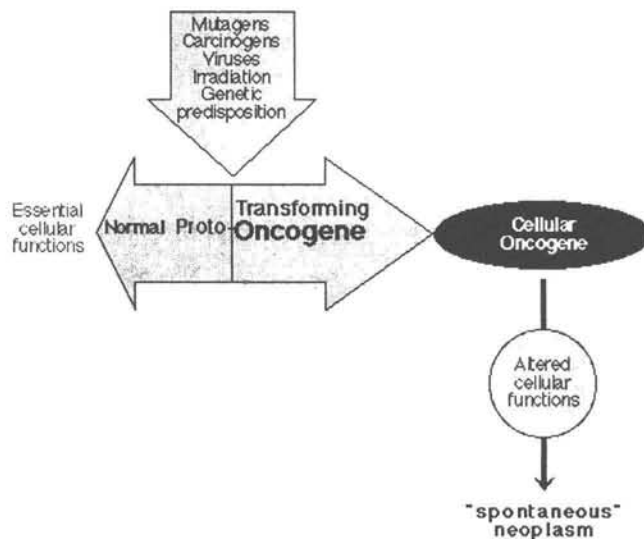 Mutagens
Carcinogens
Viruses
Irradiation
Genetic
predisposition
Essential
cellular
functions
Normal Proto-
Transforming
Oncogene
Cellular
Oncogene
Altered
cellular
functions
"spontaneous"
neoplasm